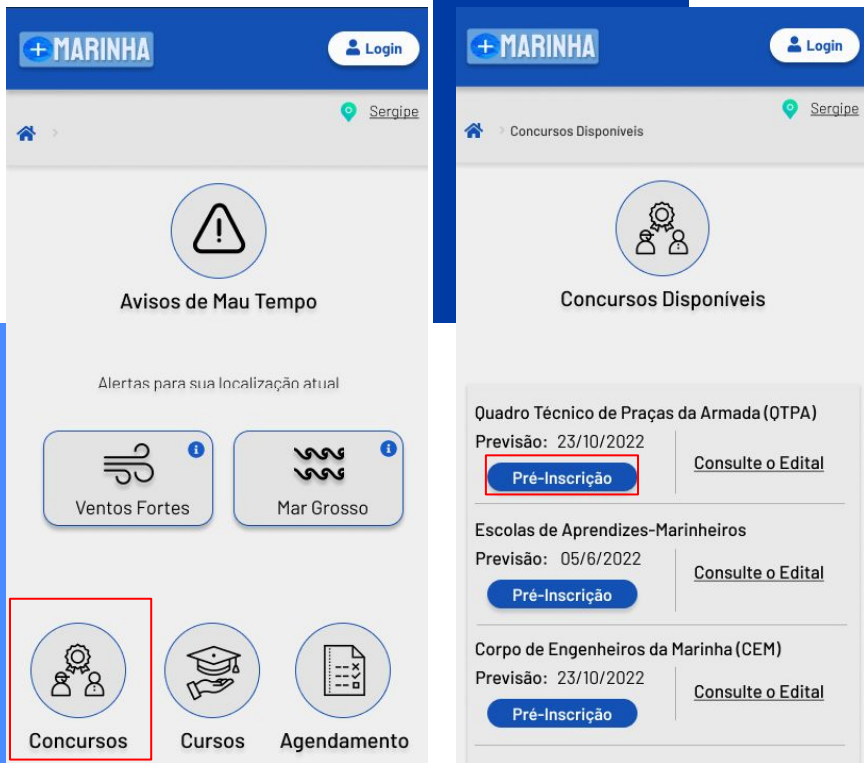 +MARINHA
Login
Sergipe
Avisos de Mau Tempo
Alertas para sua localização atual
Ventos Fortes
Mar Grosso
Concursos
Cursos
Agendamento
+MARINHA
Login
Concursos Disponíveis
Sergipe
Concursos Disponíveis
Quadro Técnico de Praças da Armada (QTPA)
Previsão: 23/10/2022
Pré-Inscrição
Consulte o Edital
Escolas de Aprendizes-Marinheiros
Previsão: 05/6/2022
Pré-Inscrição
Consulte o Edital
Corpo de Engenheiros da Marinha (CEM)
Previsão: 23/10/2022
Pré-Inscrição
Consulte o Edital